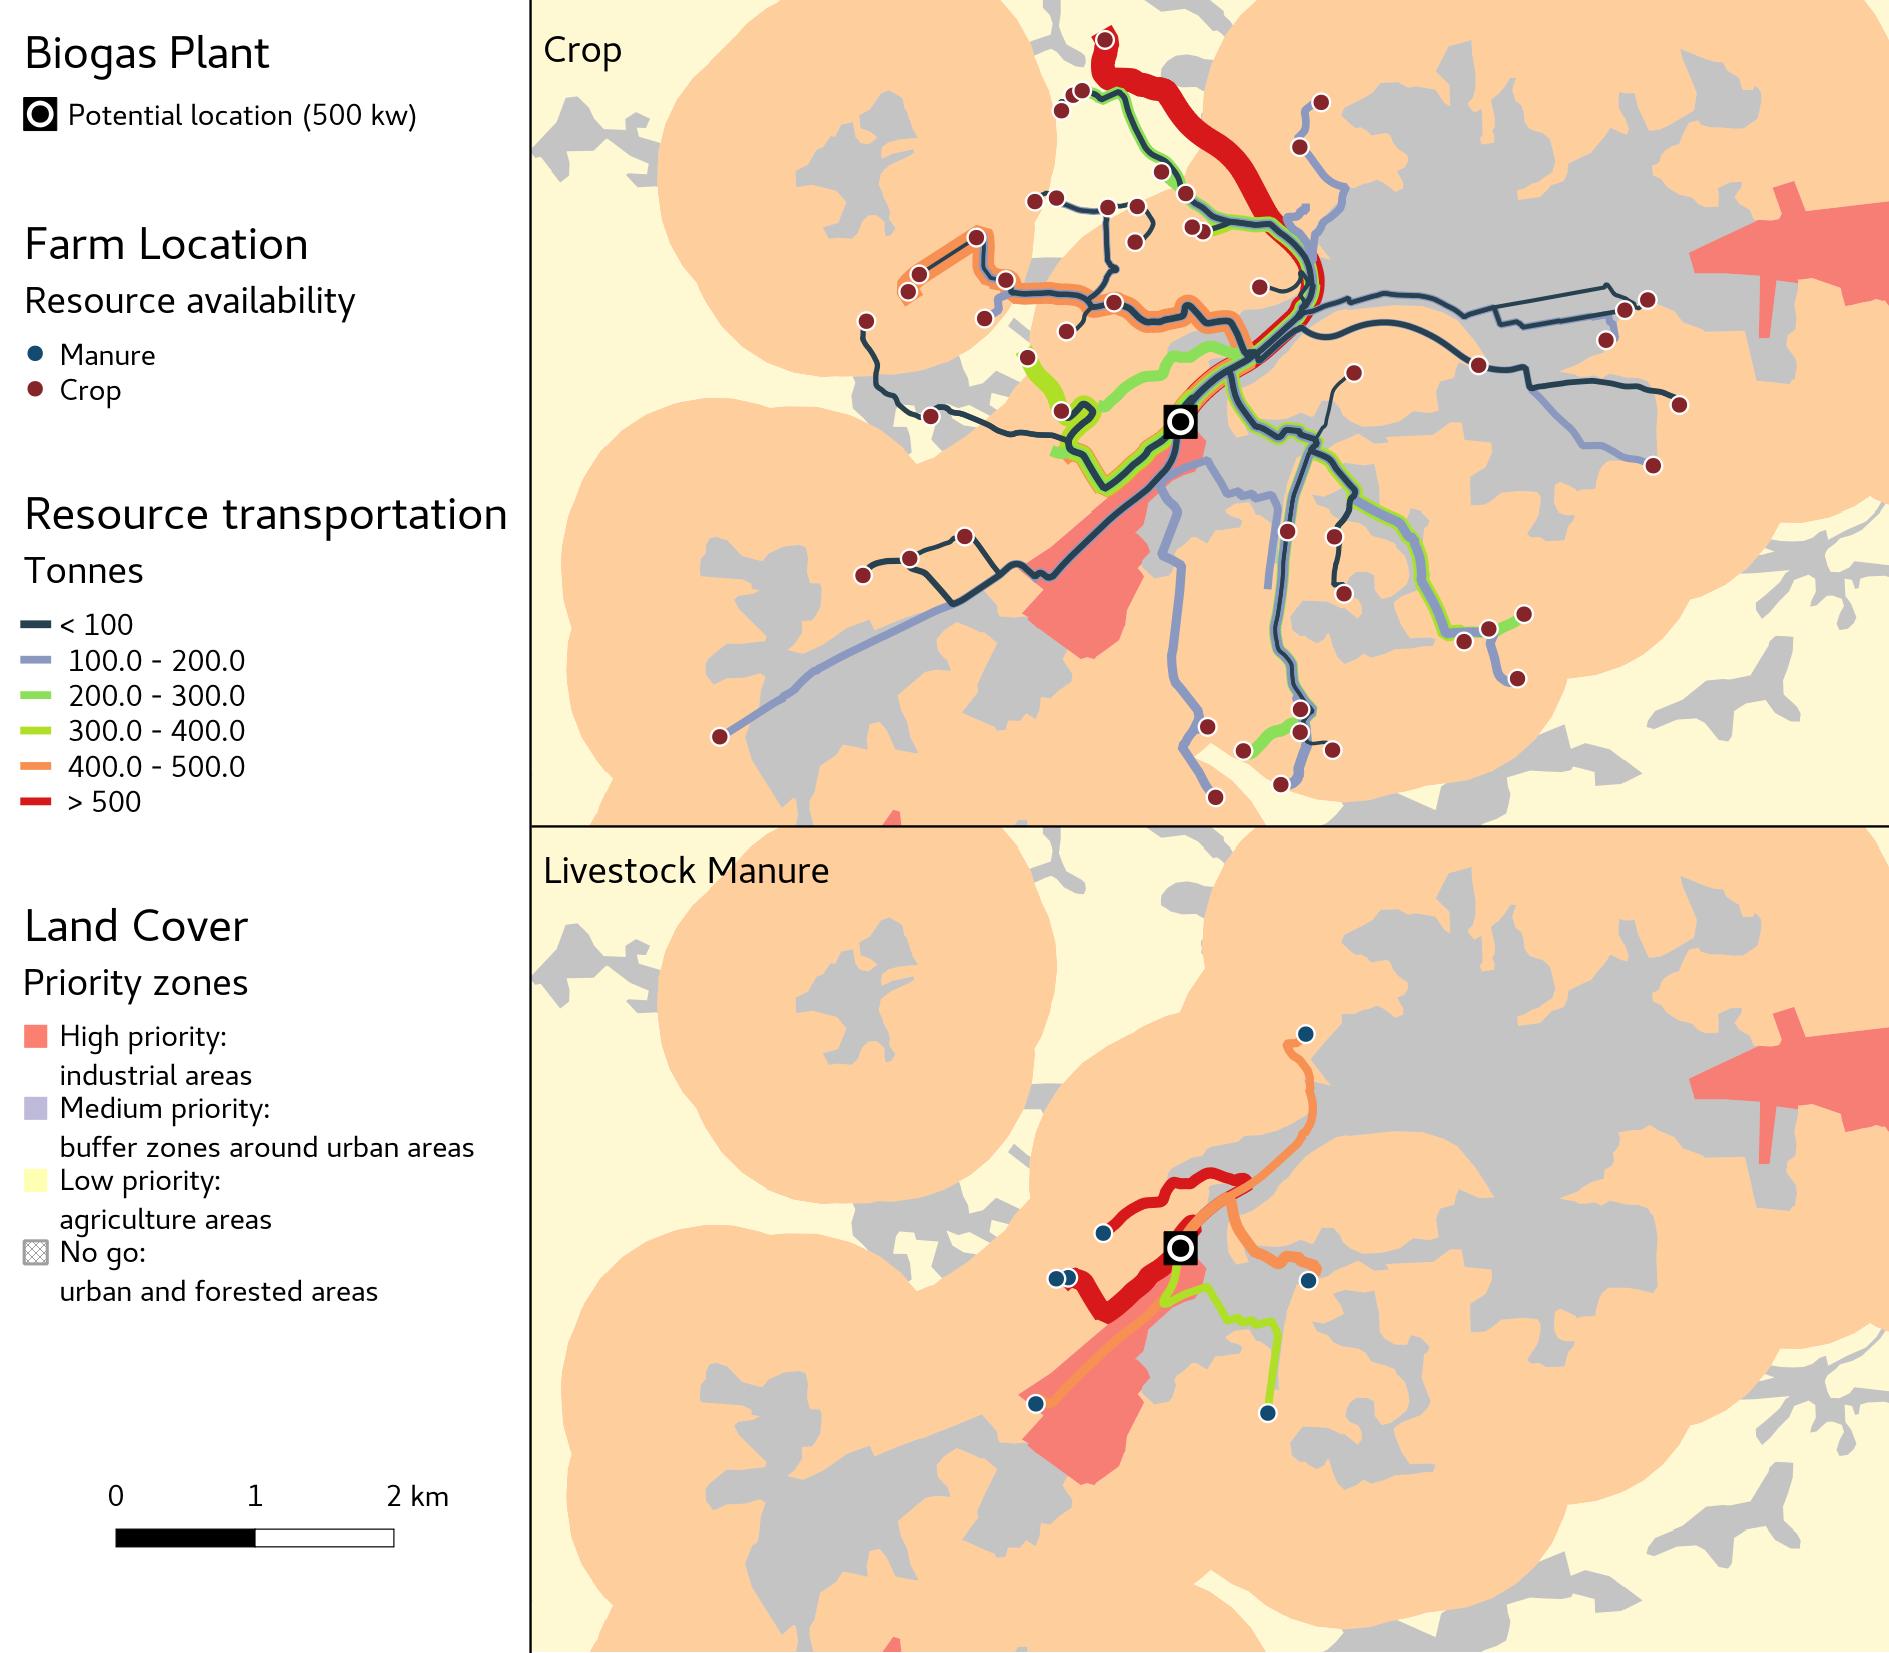 Biogas Plant
Potential location (500 kw)
Farm Location
Resource availability
Manure
Crop
Resource transportation
Tonnes
< 100
100.0 - 200.0
200.0 - 300.0
300.0 - 400.0
400.0 - 500.0
> 500
Land Cover
Priority zones
High priority:
industrial areas
Medium priority:
buffer zones around urban areas
Low priority:
agriculture areas
No go:
urban and forested areas
0 1 2 km
Crop
Livestock Manure